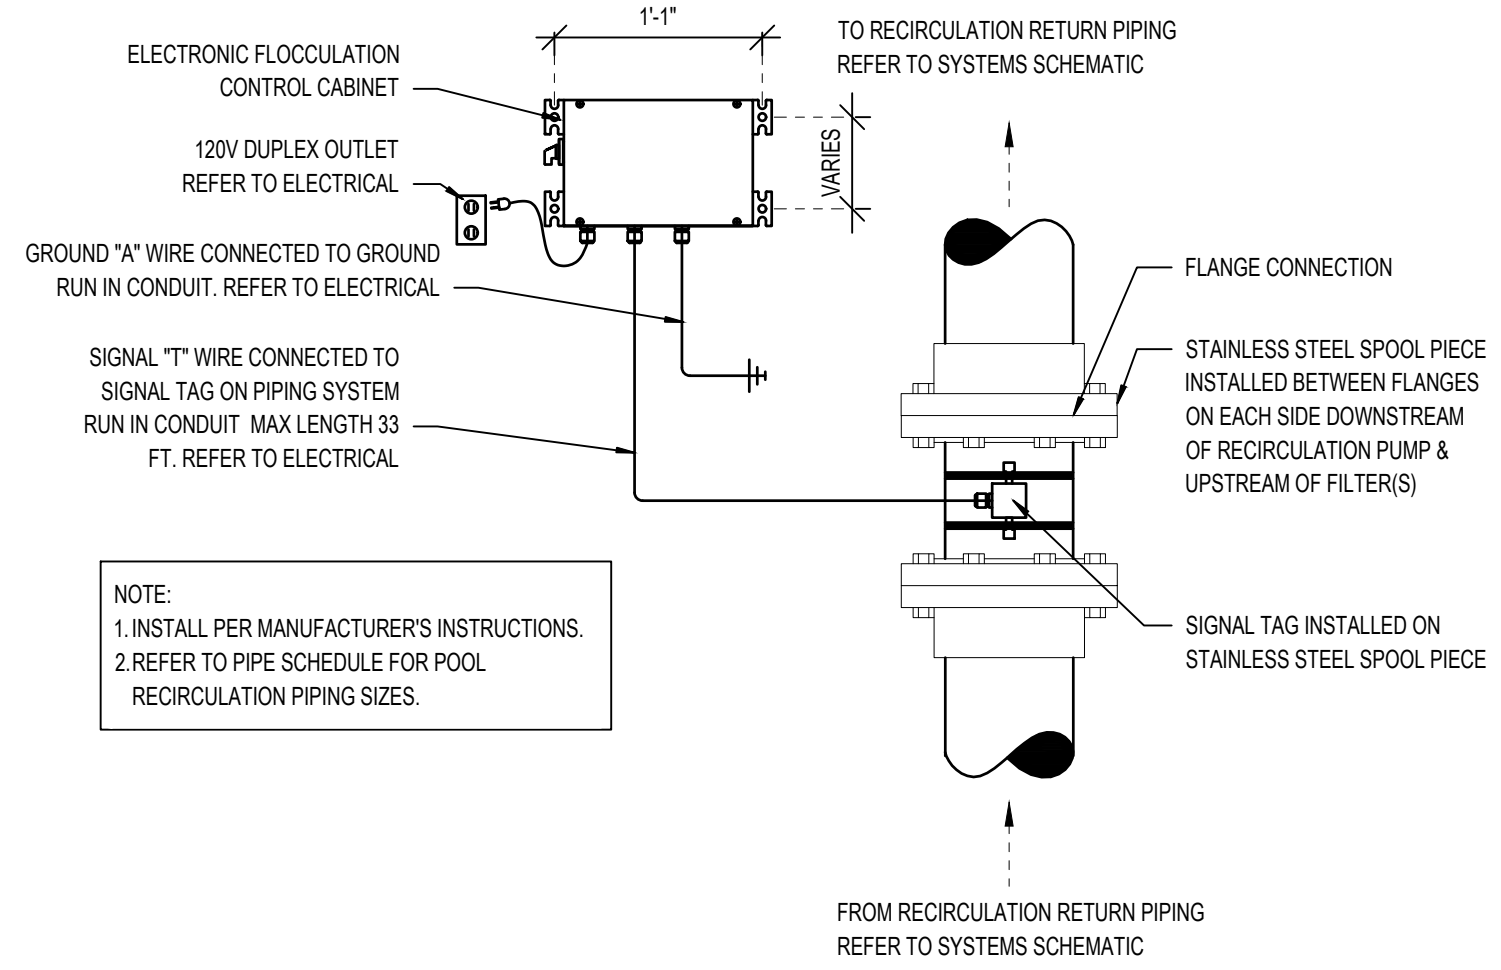 1'-1"
TO RECIRCULATION RETURN PIPING
REFER TO SYSTEMS SCHEMATIC
ELECTRONIC FLOCCULATION
CONTROL CABINET
120V DUPLEX OUTLET
REFER TO ELECTRICAL
VARIES
GROUND "A" WIRE CONNECTED TO GROUND
RUN IN CONDUIT. REFER TO ELECTRICAL
FLANGE CONNECTION
SIGNAL "T" WIRE CONNECTED TO
SIGNAL TAG ON PIPING SYSTEM
RUN IN CONDUIT MAX LENGTH 33
FT. REFER TO ELECTRICAL
STAINLESS STEEL SPOOL PIECE
INSTALLED BETWEEN FLANGES
ON EACH SIDE DOWNSTREAM
OF RECIRCULATION PUMP &
UPSTREAM OF FILTER(S)
NOTE:
1. INSTALL PER MANUFACTURER'S INSTRUCTIONS.
2. REFER TO PIPE SCHEDULE FOR POOL
RECIRCULATION PIPING SIZES.
SIGNAL TAG INSTALLED ON
STAINLESS STEEL SPOOL PIECE
FROM RECIRCULATION RETURN PIPING
REFER TO SYSTEMS SCHEMATIC